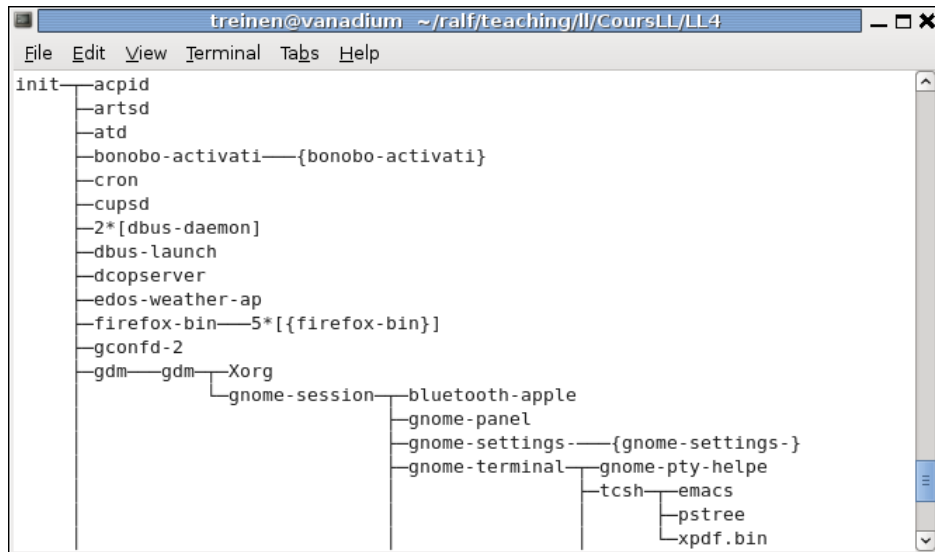 treinen@vanadium ~/ralf/teaching/ll/CoursLL/LL4
File Edit View Terminal Tabs Help
init─┬─acpid
├─artsd
├─atd
├─bonobo-activati───{bonobo-activati}
├─cron
├─cupsd
├─2*[dbus-daemon]
├─dbus-launch
├─dcopserver
├─edos-weather-ap
├─firefox-bin───5*[{firefox-bin}]
├─gconfd-2
├─gdm───gdm─┬─Xorg
│ └─gnome-session─┬─bluetooth-apple
│ ├─gnome-panel
│ ├─gnome-settings-───{gnome-settings-}
│ ├─gnome-terminal─┬─gnome-pty-helpe
│ │ ├─tcsh─┬─emacs
│ │ │ ├─pstree
│ │ │ └─xpdf.bin